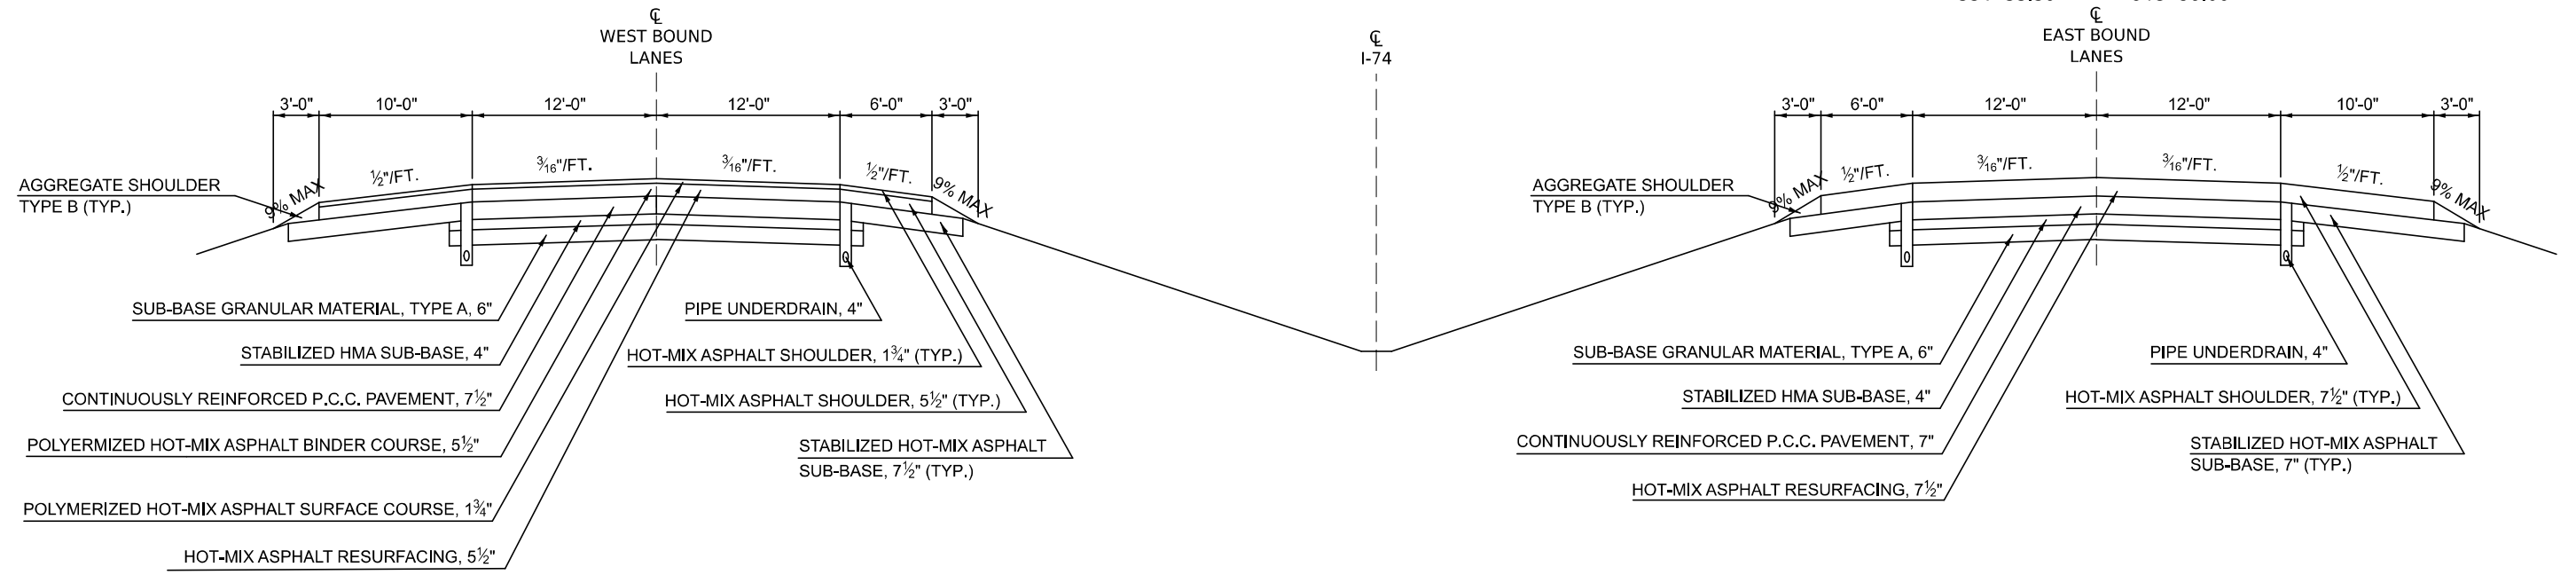 ℄
WEST BOUND
LANES
℄
I-74
℄
EAST BOUND
LANES
3'-0" 10'-0" 12'-0" 12'-0" 6'-0" 3'-0"
3'-0" 6'-0" 12'-0" 12'-0" 10'-0" 3'-0"
9% MAX ½"/FT. 3⁄16"/FT. 3⁄16"/FT. ½"/FT. 9% MAX
9% MAX ½"/FT. 3⁄16"/FT. 3⁄16"/FT. ½"/FT. 9% MAX
AGGREGATE SHOULDER
TYPE B (TYP.)
SUB-BASE GRANULAR MATERIAL, TYPE A, 6"
STABILIZED HMA SUB-BASE, 4"
CONTINUOUSLY REINFORCED P.C.C. PAVEMENT, 7½"
POLYERMIZED HOT-MIX ASPHALT BINDER COURSE, 5½"
POLYMERIZED HOT-MIX ASPHALT SURFACE COURSE, 1¾"
HOT-MIX ASPHALT RESURFACING, 5½"
PIPE UNDERDRAIN, 4"
HOT-MIX ASPHALT SHOULDER, 1¾" (TYP.)
HOT-MIX ASPHALT SHOULDER, 5½" (TYP.)
STABILIZED HOT-MIX ASPHALT
SUB-BASE, 7½" (TYP.)
AGGREGATE SHOULDER
TYPE B (TYP.)
SUB-BASE GRANULAR MATERIAL, TYPE A, 6"
STABILIZED HMA SUB-BASE, 4"
CONTINUOUSLY REINFORCED P.C.C. PAVEMENT, 7"
HOT-MIX ASPHALT RESURFACING, 7½"
PIPE UNDERDRAIN, 4"
HOT-MIX ASPHALT SHOULDER, 7½" (TYP.)
STABILIZED HOT-MIX ASPHALT
SUB-BASE, 7" (TYP.)